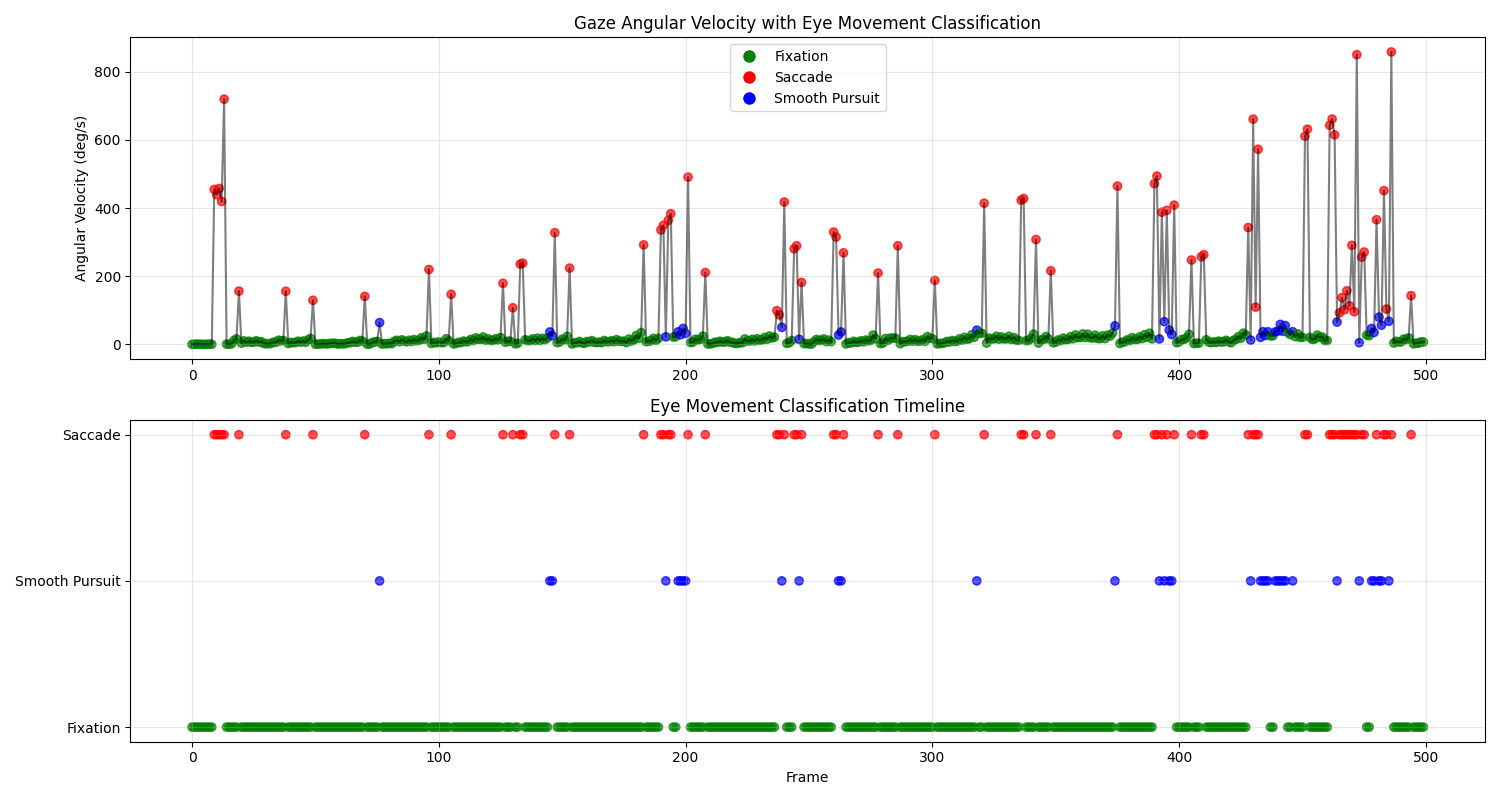 Gaze Angular Velocity with Eye Movement Classification
Angular Velocity (deg/s)
800
600
400
200
0
Fixation
Saccade
Smooth Pursuit
0 100 200 300 400 500
Eye Movement Classification Timeline
Saccade
Smooth Pursuit
Fixation
0 100 200 300 400 500
Frame